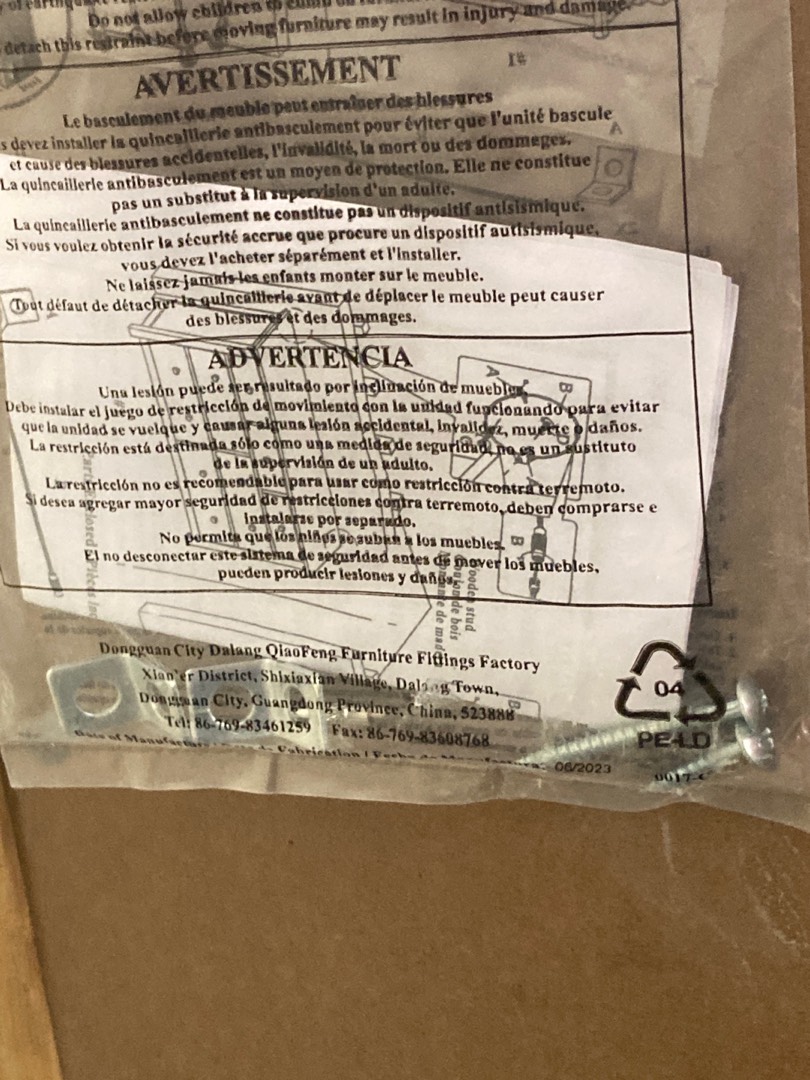 Do not allow children to climb
detach this restraint before moving furniture may result in injury and damage.
AVERTISSEMENT
Le basculement du meuble peut entraîner des blessures
s devez installer la quincaillerie antibasculement pour éviter que l'unité bascule
et cause des blessures accidentelles, l'invalidité, la mort ou des dommeges.
La quincaillerie antibasculement est un moyen de protection. Elle ne constitue
pas un substitut à la supervision d'un adulte.
La quincaillerie antibasculement ne constitue pas un dispositif antisismique.
Si vous voulez obtenir la sécurité accrue que procure un dispositif autisismique,
vous devez l'acheter séparément et l'installer.
Ne laissez jamais les enfants monter sur le meuble.
Tout défaut de détacher la quincaillerie avant de déplacer le meuble peut causer
des blessures et des dommages.
ADVERTENCIA
Una lesión puede ser resultado por inclinación de muebles.
Debe instalar el juego de restricción de movimiento con la unidad funcionando para evitar
que la unidad se vuelque y causar alguna lesión accidental, invalidez, muerte o daños.
La restricción está destinada sólo como una medida de seguridad, no es un sustituto
de la supervisión de un adulto.
La restricción no es recomendable para usar como restricción contra terremoto.
Si desea agregar mayor seguridad de restricciones contra terremoto, deben comprarse e
instalarse por separado.
No permita que los niños se suban a los muebles.
El no desconectar este sistema de seguridad antes de mover los muebles,
pueden producir lesiones y daños.
Dongguan City Dalang QiaoFeng Furniture Fittings Factory
Xian'er District, Shixiaxian Village, Dalang Town,
Dongguan City, Guangdong Province, China, 523888
Tel: 86-769-83461259 Fax: 86-769-83608768
Date of Manufacture Fabrication / Fecha de Manufactura: 06/2023
04
PE-LD
A
B
A
B
wooden stud